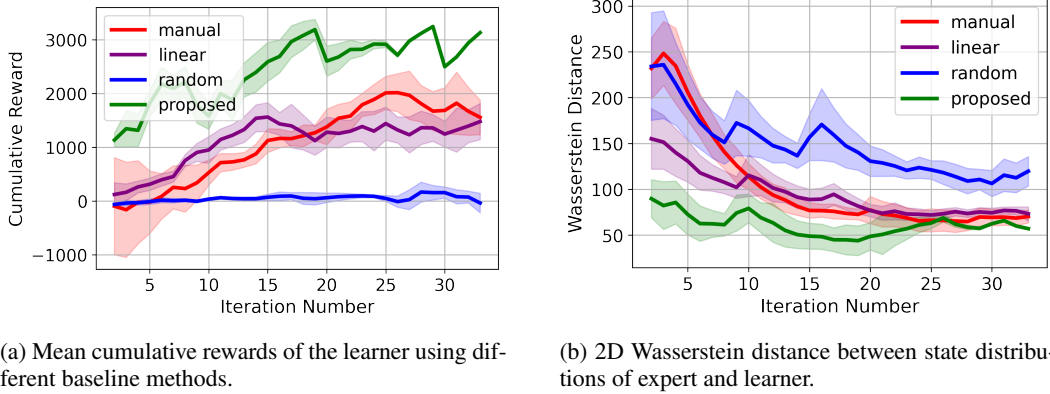 Cumulative Reward
3000
2000
1000
0
−1000
manual
linear
random
proposed
5 10 15 20 25 30
Iteration Number
(a) Mean cumulative rewards of the learner using dif-
ferent baseline methods.
Wasserstein Distance
300
250
200
150
100
50
manual
linear
random
proposed
5 10 15 20 25 30
Iteration Number
(b) 2D Wasserstein distance between state distribu-
tions of expert and learner.